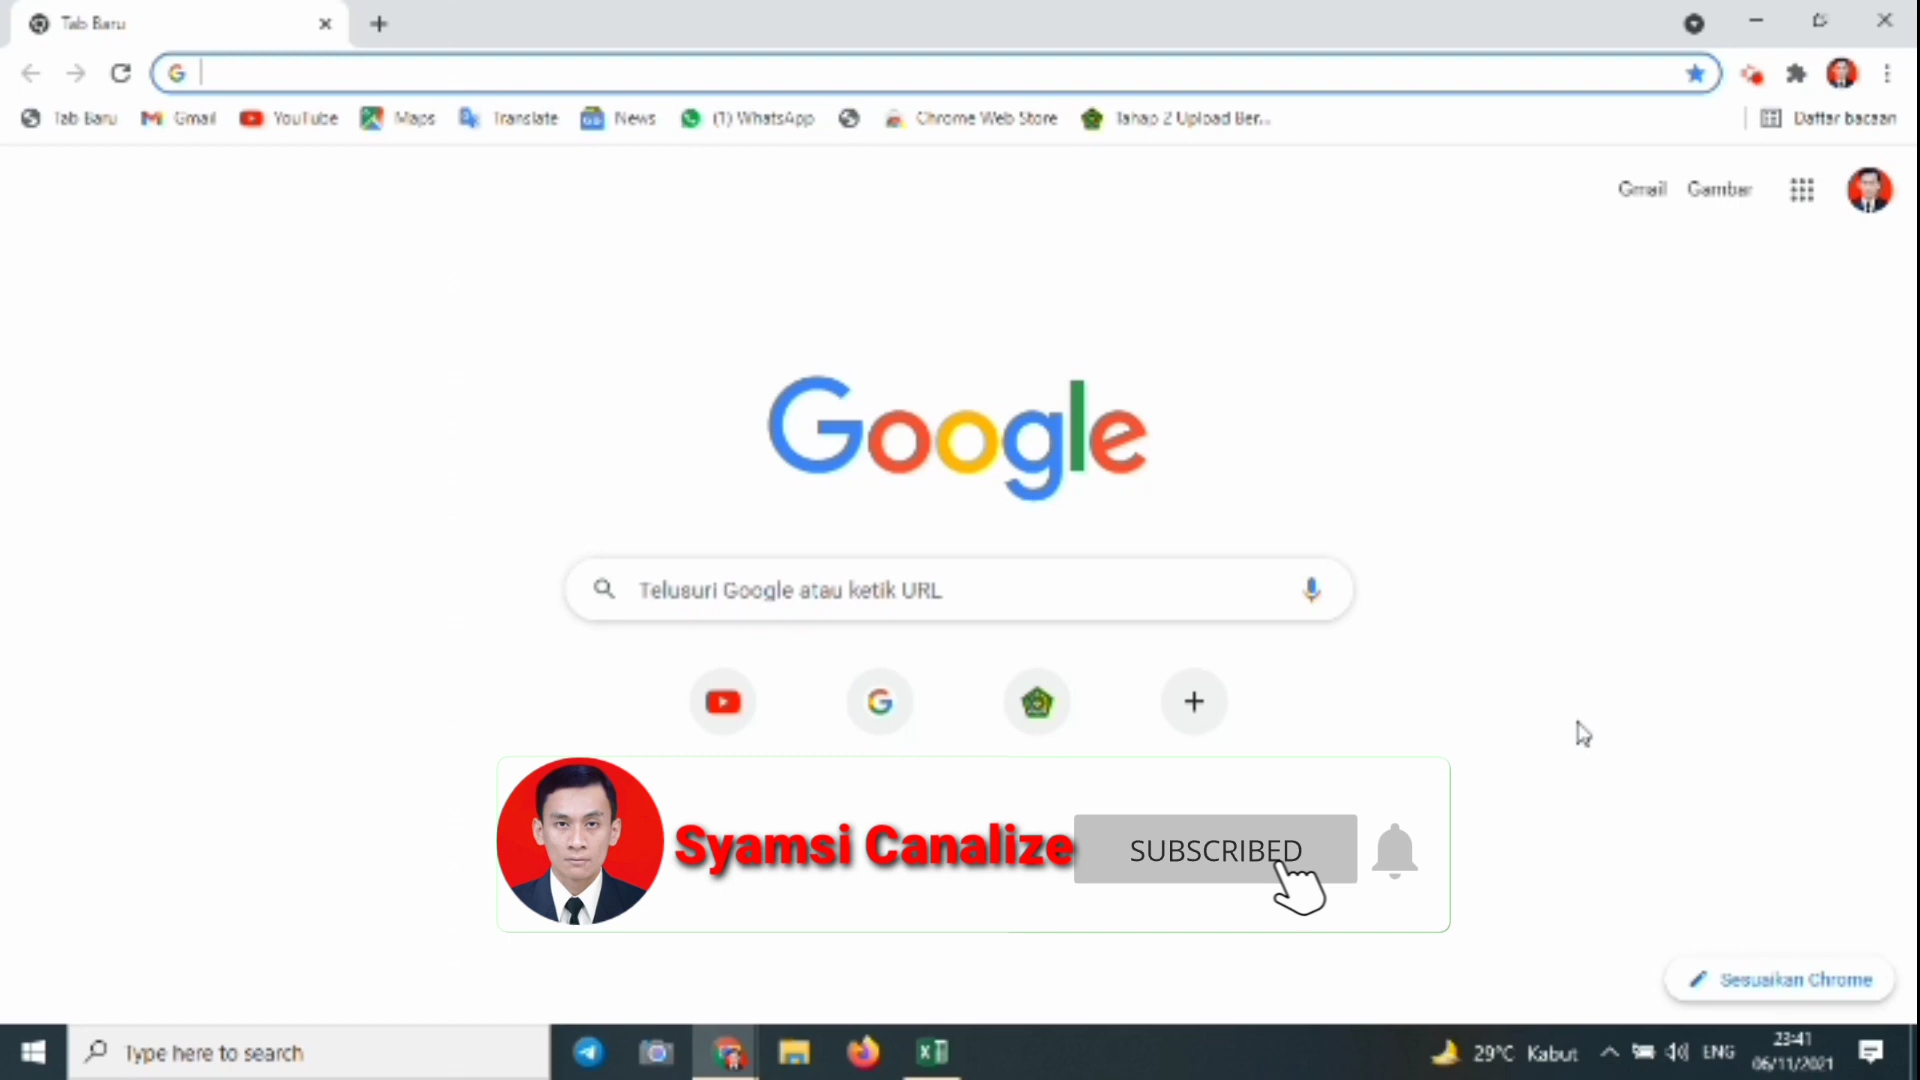 Tab Baru
Tab Baru Gmail YouTube Maps Translate News (1) WhatsApp Chrome Web Store Tahap 2 Upload Ber... Daftar bacaan
Gmail Gambar
Google
Telusuri Google atau ketik URL
Syamsi Canalize SUBSCRIBED
Sesuaikan Chrome
Type here to search
29°C Kabut ENG
23:41
06/11/2021